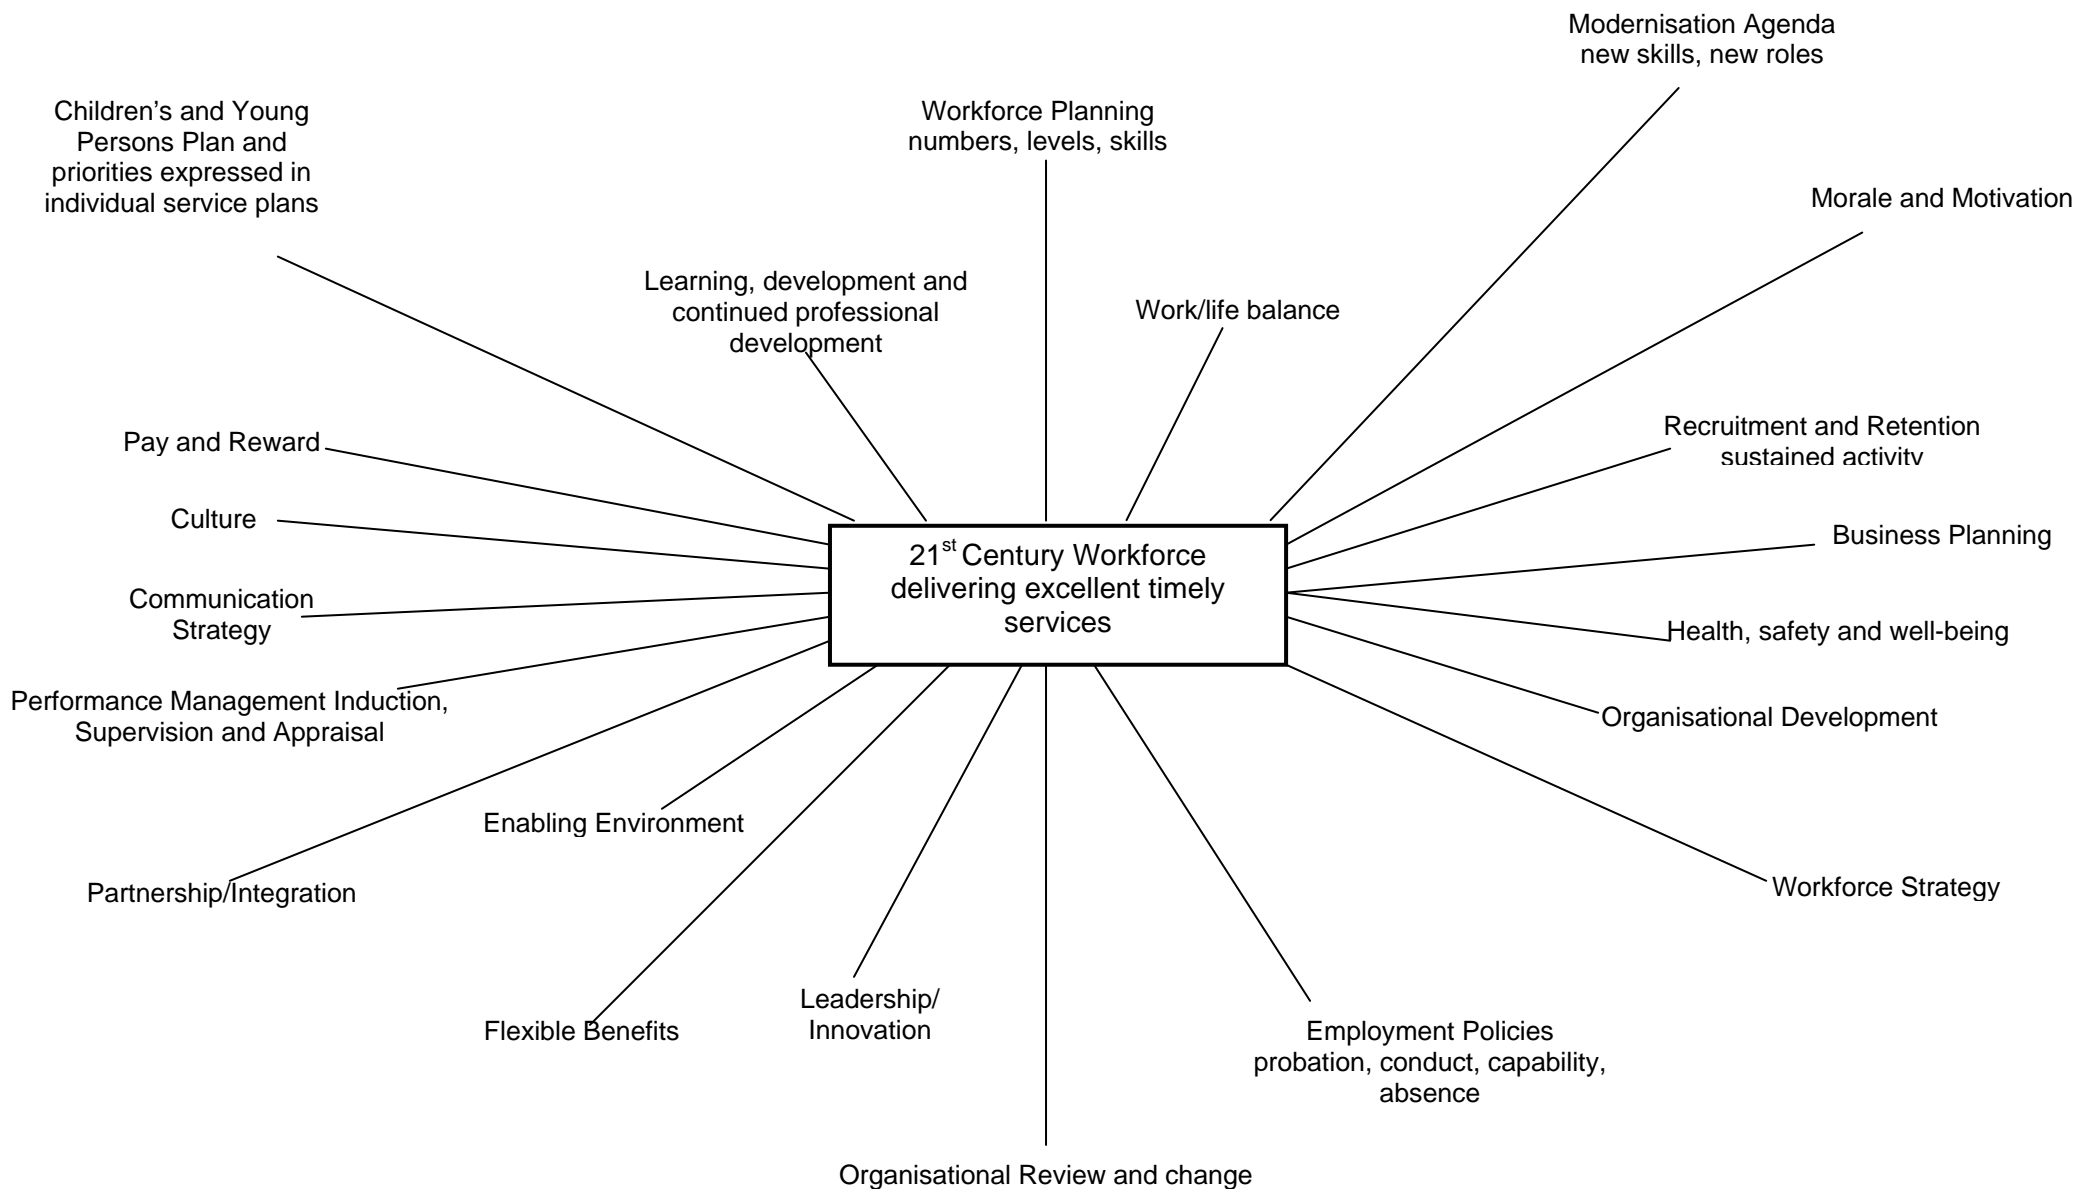 Modernisation Agenda
new skills, new roles
Children’s and Young
Persons Plan and
priorities expressed in
individual service plans
Workforce Planning
numbers, levels, skills
Morale and Motivation
Learning, development and
continued professional
development
Work/life balance
Pay and Reward
Recruitment and Retention
sustained activity
Culture
Business Planning
21st Century Workforce
delivering excellent timely
services
Communication
Strategy
Health, safety and well-being
Performance Management Induction,
Supervision and Appraisal
Organisational Development
Enabling Environment
Partnership/Integration
Workforce Strategy
Flexible Benefits
Leadership/
Innovation
Employment Policies
probation, conduct, capability,
absence
Organisational Review and change